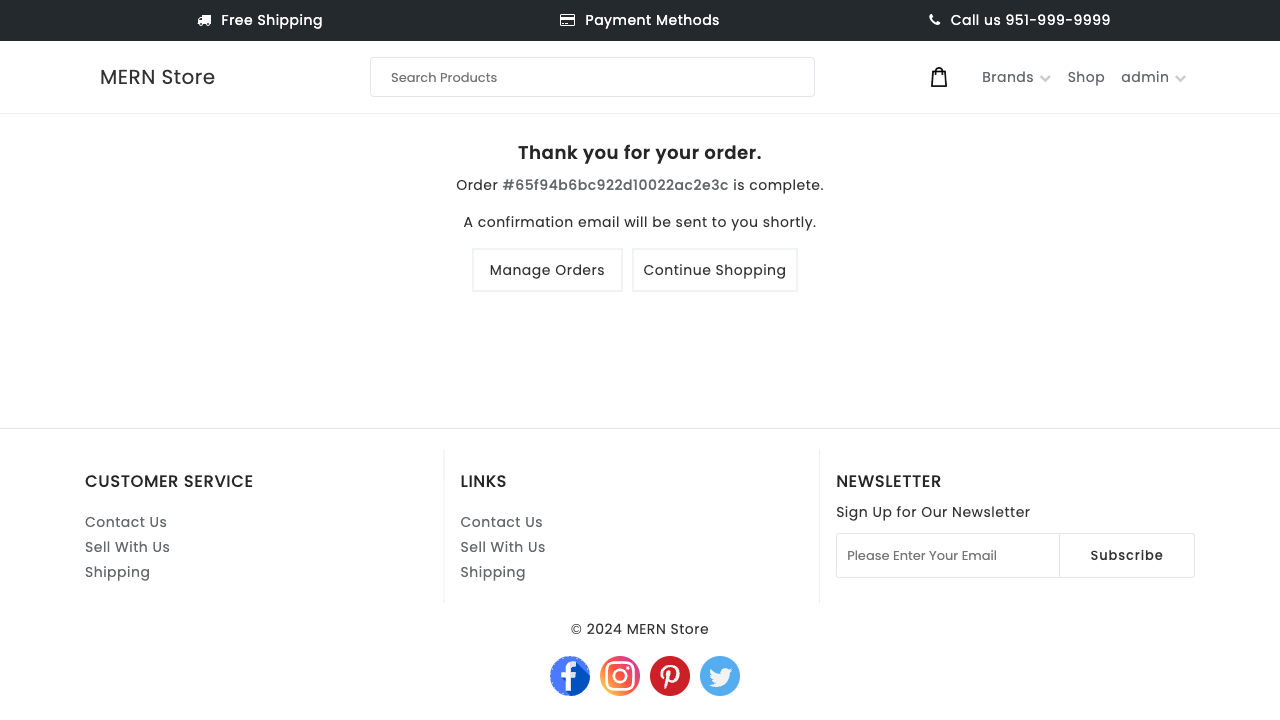 Free Shipping
Payment Methods
Call us 951-999-9999
MERN Store
Search Products
Brands
Shop
admin
Thank you for your order.
Order #65f94b6bc922d10022ac2e3c is complete.
A confirmation email will be sent to you shortly.
Manage Orders
Continue Shopping
CUSTOMER SERVICE
Contact Us
Sell With Us
Shipping
LINKS
Contact Us
Sell With Us
Shipping
NEWSLETTER
Sign Up for Our Newsletter
Please Enter Your Email
Subscribe
© 2024 MERN Store